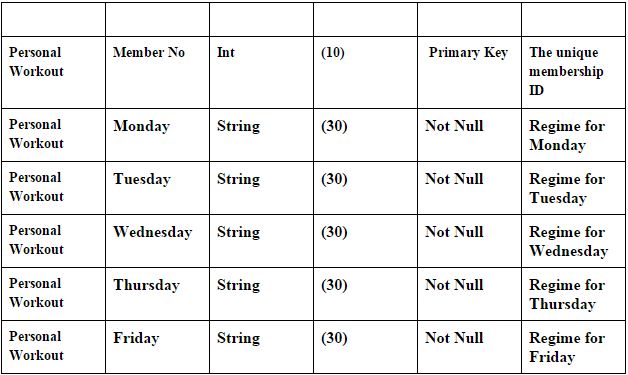 Personal Workout | Member No | Int | (10) | Primary Key | The unique membership ID
Personal Workout | Monday | String | (30) | Not Null | Regime for Monday
Personal Workout | Tuesday | String | (30) | Not Null | Regime for Tuesday
Personal Workout | Wednesday | String | (30) | Not Null | Regime for Wednesday
Personal Workout | Thursday | String | (30) | Not Null | Regime for Thursday
Personal Workout | Friday | String | (30) | Not Null | Regime for Friday